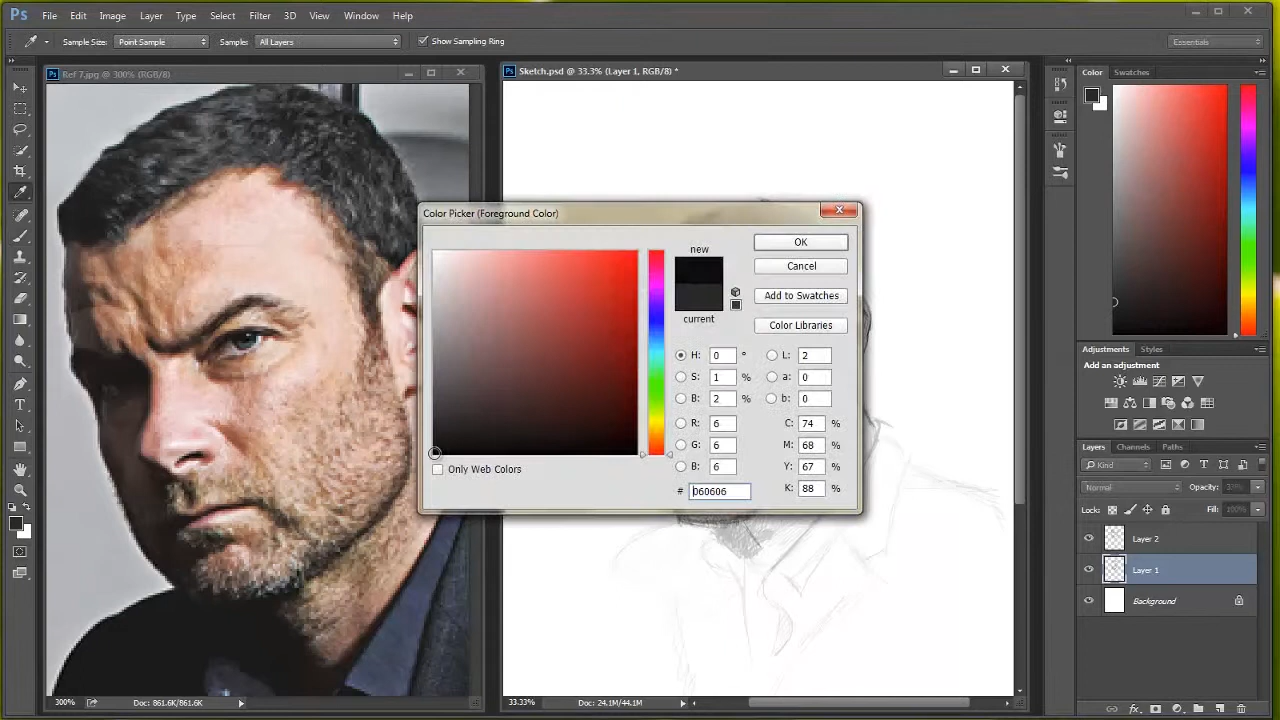 Ps File Edit Image Layer Type Select Filter 3D View Window Help
Sample Size: Point Sample Sample: All Layers Show Sampling Ring Essentials
Ps Ref 7.jpg @ 300% (RGB/8)
Ps Sketch.psd @ 33.3% (Layer 1, RGB/8) *
Color Swatches
Color Picker (Foreground Color)
new
current
OK
Cancel
Add to Swatches
Color Libraries
H: 0 ° L: 2
S: 1 % a: 0
B: 2 % b: 0
R: 6 C: 74 %
G: 6 M: 68 %
B: 6 Y: 67 %
# 060606 K: 88 %
Only Web Colors
Adjustments Styles
Add an adjustment
Layers Channels Paths
Kind
Normal Opacity:
Lock: Fill: 100%
Layer 2
Layer 1
Background
300% Doc: 861.6K/861.6K
33.33% Doc: 24.1M/44.1M